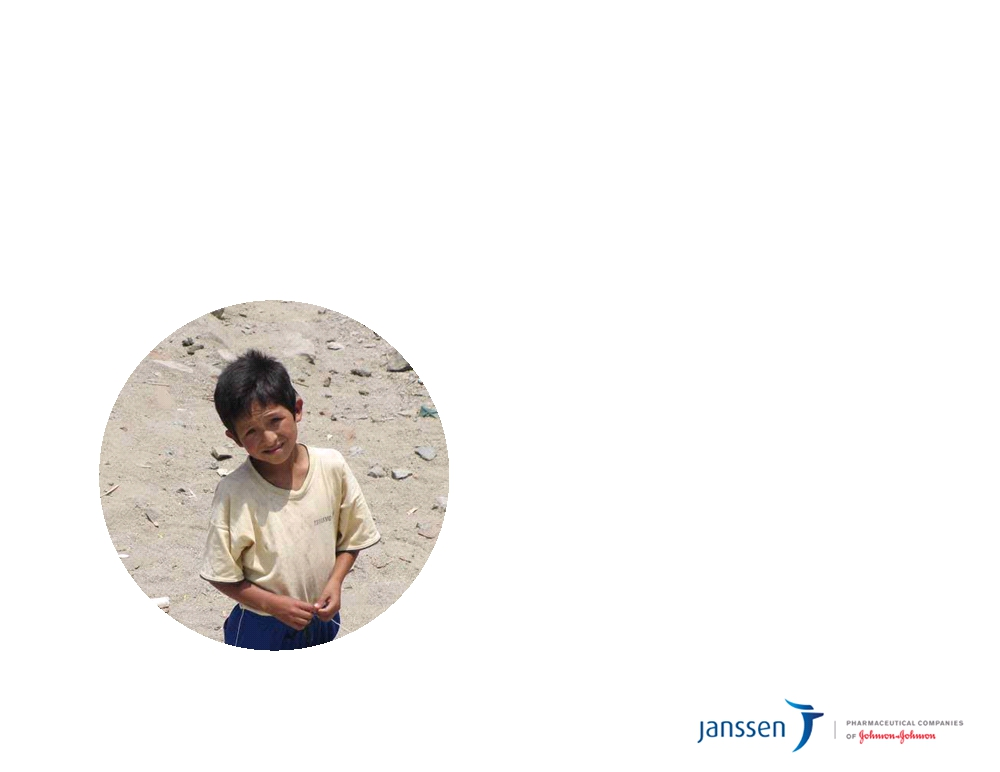 janssen
PHARMACEUTICAL COMPANIES
OF Johnson & Johnson